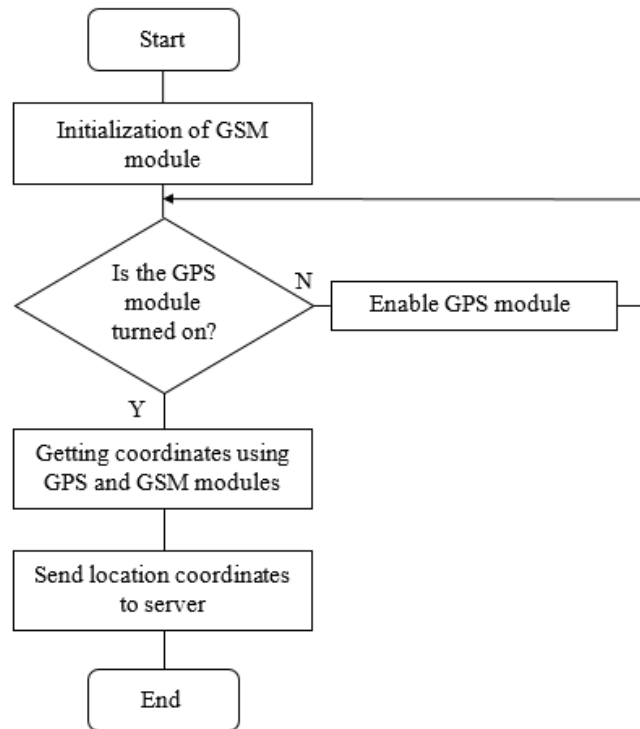 Start
Initialization of GSM
module
Is the GPS
module
turned on?
N
Enable GPS module
Y
Getting coordinates using
GPS and GSM modules
Send location coordinates
to server
End